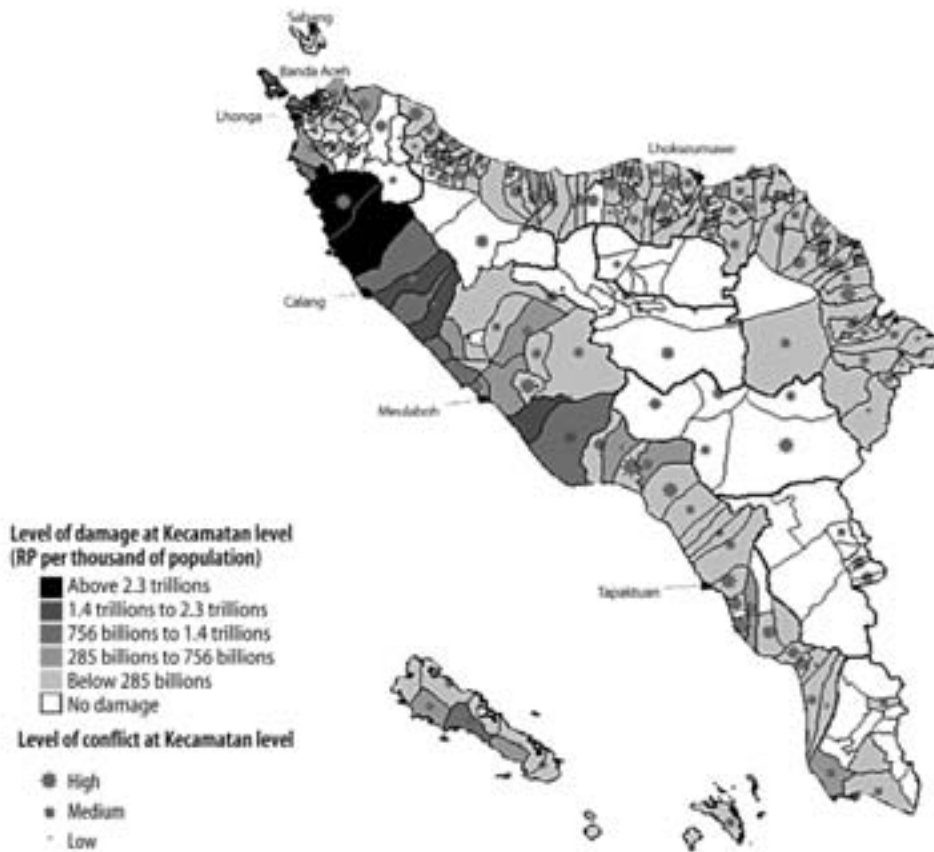 Sabang
Banda Aceh
Lhonga
Lhokseumawe
Calang
Meulaboh
Tapaktuan
Level of damage at Kecamatan level
(RP per thousand of population)
Above 2.3 trillions
1.4 trillions to 2.3 trillions
756 billions to 1.4 trillions
285 billions to 756 billions
Below 285 billions
No damage
Level of conflict at Kecamatan level
High
Medium
Low